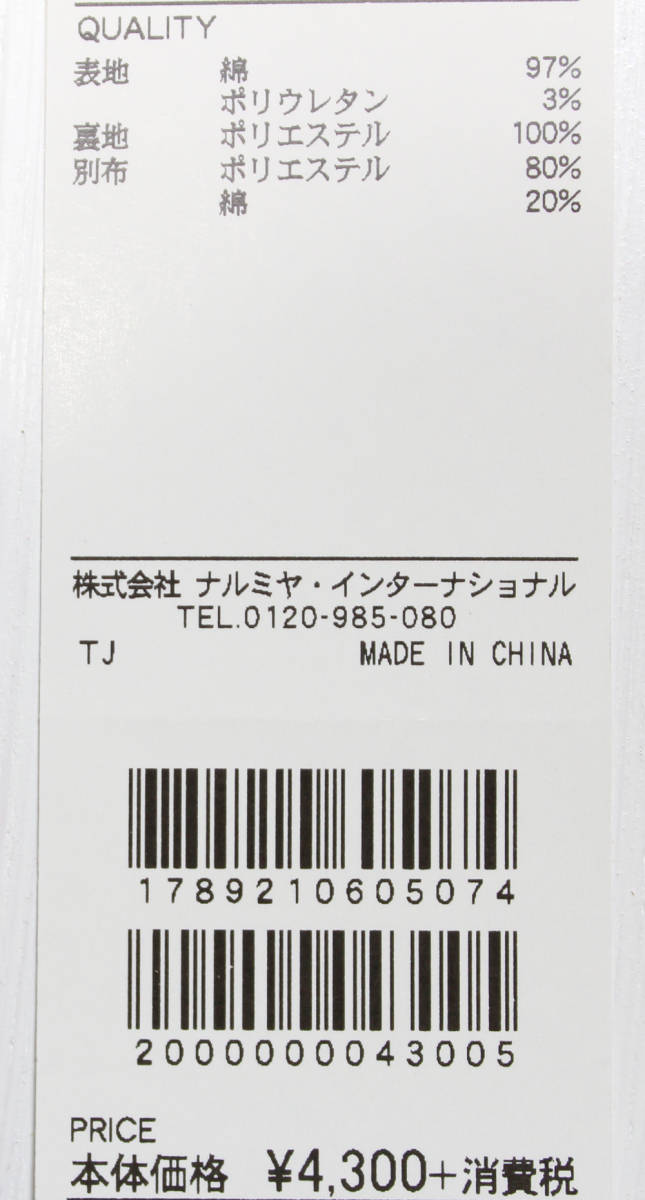 QUALITY
表地 綿 97%
ポリウレタン 3%
裏地 ポリエステル 100%
別布 ポリエステル 80%
綿 20%
株式会社 ナルミヤ・インターナショナル
TEL.0120-985-080
TJ MADE IN CHINA
1789210605074
2000000043005
PRICE
本体価格 ¥4,300+消費税